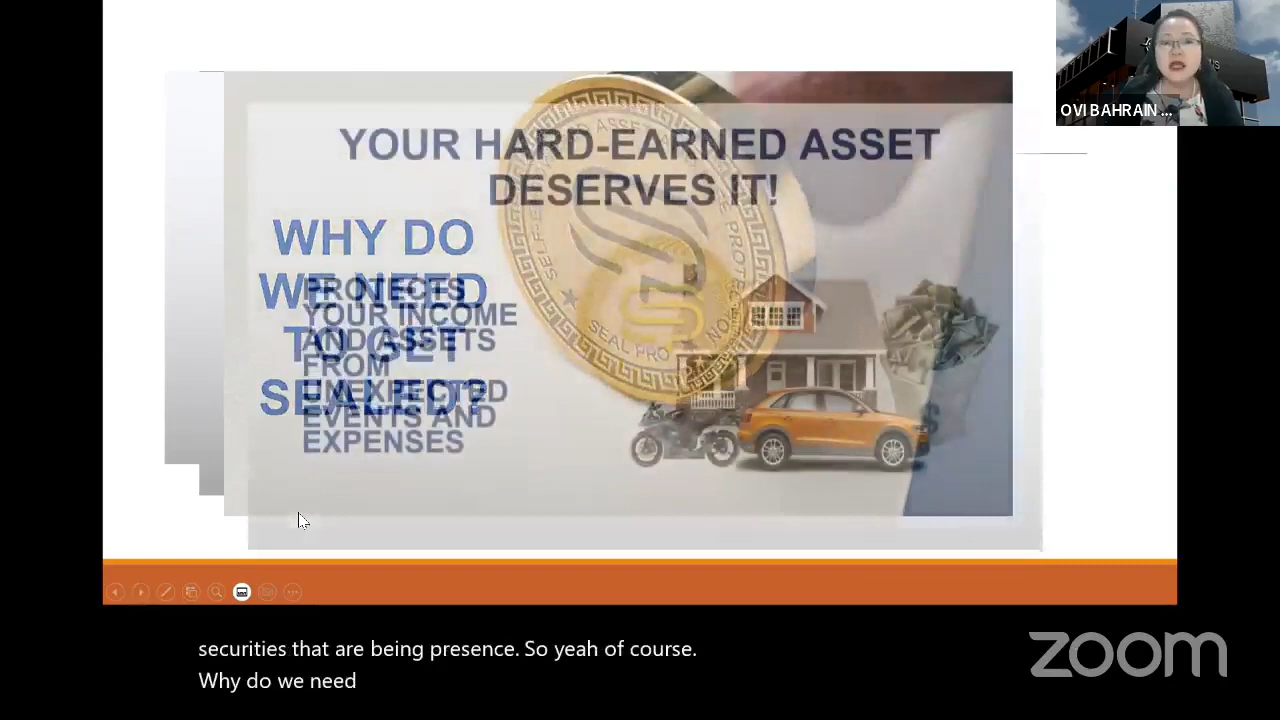 YOUR HARD-EARNED ASSET
DESERVES IT!
WHY DO
WE NEED
TO GET
SEALED?
PROTECTS
YOUR INCOME
AND ASSETS
FROM
UNEXPECTED
EVENTS AND
EXPENSES
SEAL PRO
OVI BAHRAIN ...
securities that are being presence. So yeah of course.
Why do we need
zoom